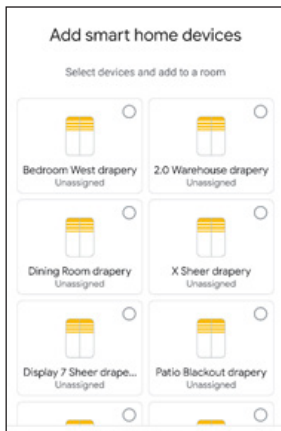 Add smart home devices
Select devices and add to a room
Bedroom West drapery
Unassigned
2.0 Warehouse drapery
Unassigned
Dining Room drapery
Unassigned
X Sheer drapery
Unassigned
Display 7 Sheer drape...
Unassigned
Patio Blackout drapery
Unassigned